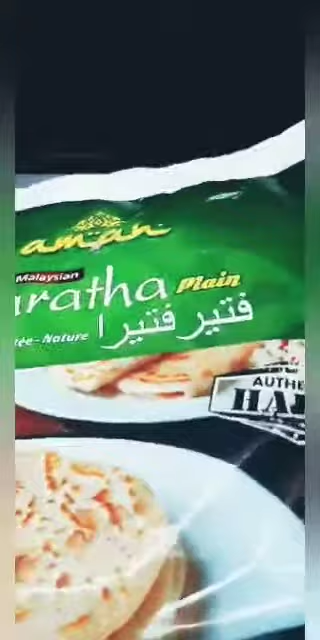 aman
Malaysian
aratha Plain
فتير فتيرا
ée-Nature
AUTHE
HA